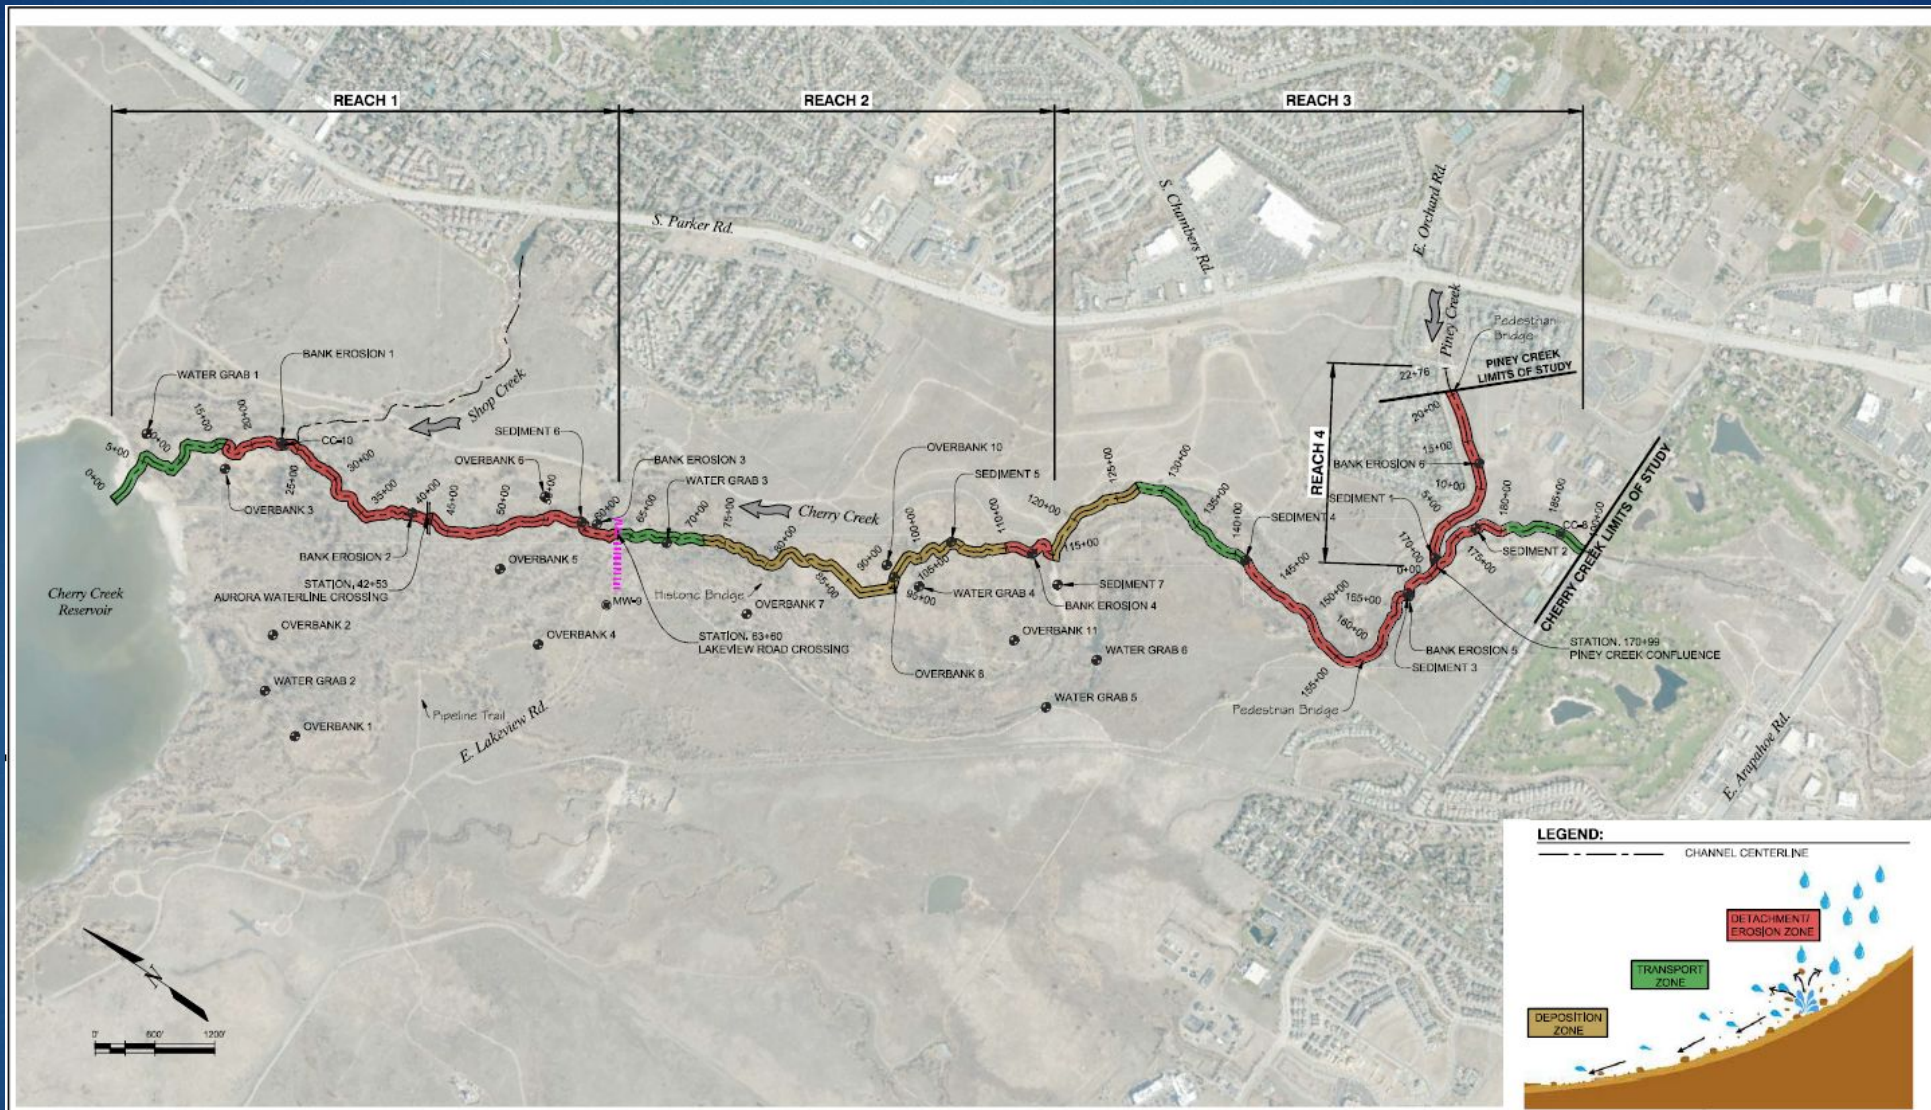 REACH 1
REACH 2
REACH 3
S. Parker Rd.
S. Chambers Rd.
E. Orchard Rd.
Piney Creek
Pedestrian
Bridge
PINEY CREEK
LIMITS OF STUDY
22+76
20+00
15+00
BANK EROSION 6
10+00
5+00
0+00
REACH 4
SEDIMENT 1
BANK EROSION 1
WATER GRAB 1
Shop Creek
CC-10
SEDIMENT 6
OVERBANK 6
BANK EROSION 3
WATER GRAB 3
Cherry Creek
OVERBANK 10
SEDIMENT 5
SEDIMENT 4
0+00
5+00
15+00
20+00
25+00
30+00
35+00
40+00
45+00
50+00
60+00
65+00
70+00
75+00
80+00
85+00
90+00
95+00
100+00
105+00
110+00
115+00
120+00
125+00
130+00
135+00
140+00
145+00
150+00
155+00
160+00
165+00
170+00
175+00
180+00
185+00
CC-8
SEDIMENT 2
CHERRY CREEK LIMITS OF STUDY
OVERBANK 3
BANK EROSION 2
STATION. 42+53
AURORA WATERLINE CROSSING
OVERBANK 5
MW-9
Historic Bridge
OVERBANK 7
WATER GRAB 4
SEDIMENT 7
BANK EROSION 4
Cherry Creek
Reservoir
OVERBANK 2
OVERBANK 4
STATION. 63+60
LAKEVIEW ROAD CROSSING
OVERBANK 11
WATER GRAB 6
OVERBANK 8
BANK EROSION 5
SEDIMENT 3
STATION. 170+99
PINEY CREEK CONFLUENCE
WATER GRAB 2
OVERBANK 1
Pipeline Trail
E. Lakeview Rd.
WATER GRAB 5
Pedestrian Bridge
E. Arapahoe Rd.
N
0'
600'
1200'
LEGEND:
CHANNEL CENTERLINE
DETACHMENT/
EROSION ZONE
TRANSPORT
ZONE
DEPOSITION
ZONE